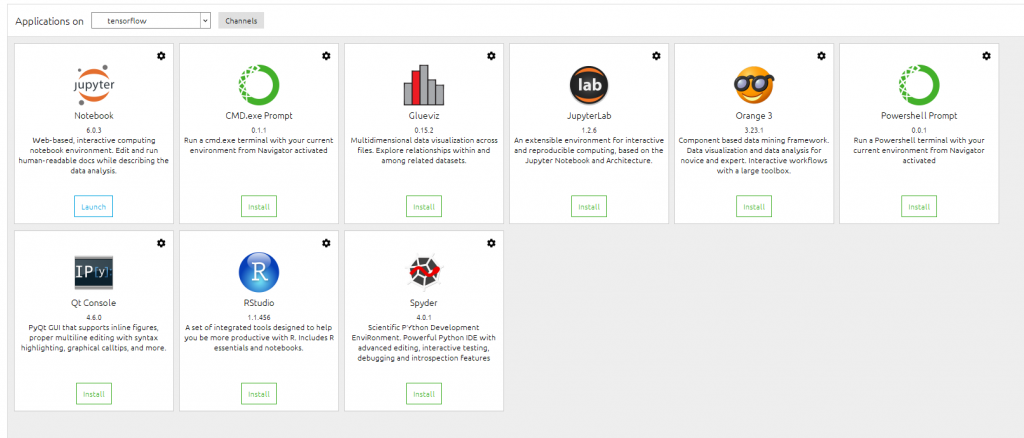 Applications on tensorflow Channels
jupyter
Notebook
6.0.3
Web-based, interactive computing
notebook environment. Edit and run
human-readable docs while describing the
data analysis.
Launch
CMD.exe Prompt
0.1.1
Run a cmd.exe terminal with your current
environment from Navigator activated
Install
Glueviz
0.15.2
Multidimensional data visualization across
files. Explore relationships within and
among related datasets.
Install
lab
JupyterLab
1.2.6
An extensible environment for interactive
and reproducible computing, based on the
Jupyter Notebook and Architecture.
Install
Orange 3
3.23.1
Component based data mining framework.
Data visualization and data analysis for
novice and expert. Interactive workflows
with a large toolbox.
Install
Powershell Prompt
0.0.1
Run a Powershell terminal with your
current environment from Navigator
activated
Install
IP[y]:
Qt Console
4.6.0
PyQt GUI that supports inline figures,
proper multiline editing with syntax
highlighting, graphical calltips, and more.
Install
R
RStudio
1.1.456
A set of integrated tools designed to help
you be more productive with R. Includes R
essentials and notebooks.
Install
Spyder
4.0.1
Scientific PYthon Development
EnviRonment. Powerful Python IDE with
advanced editing, interactive testing,
debugging and introspection features
Install